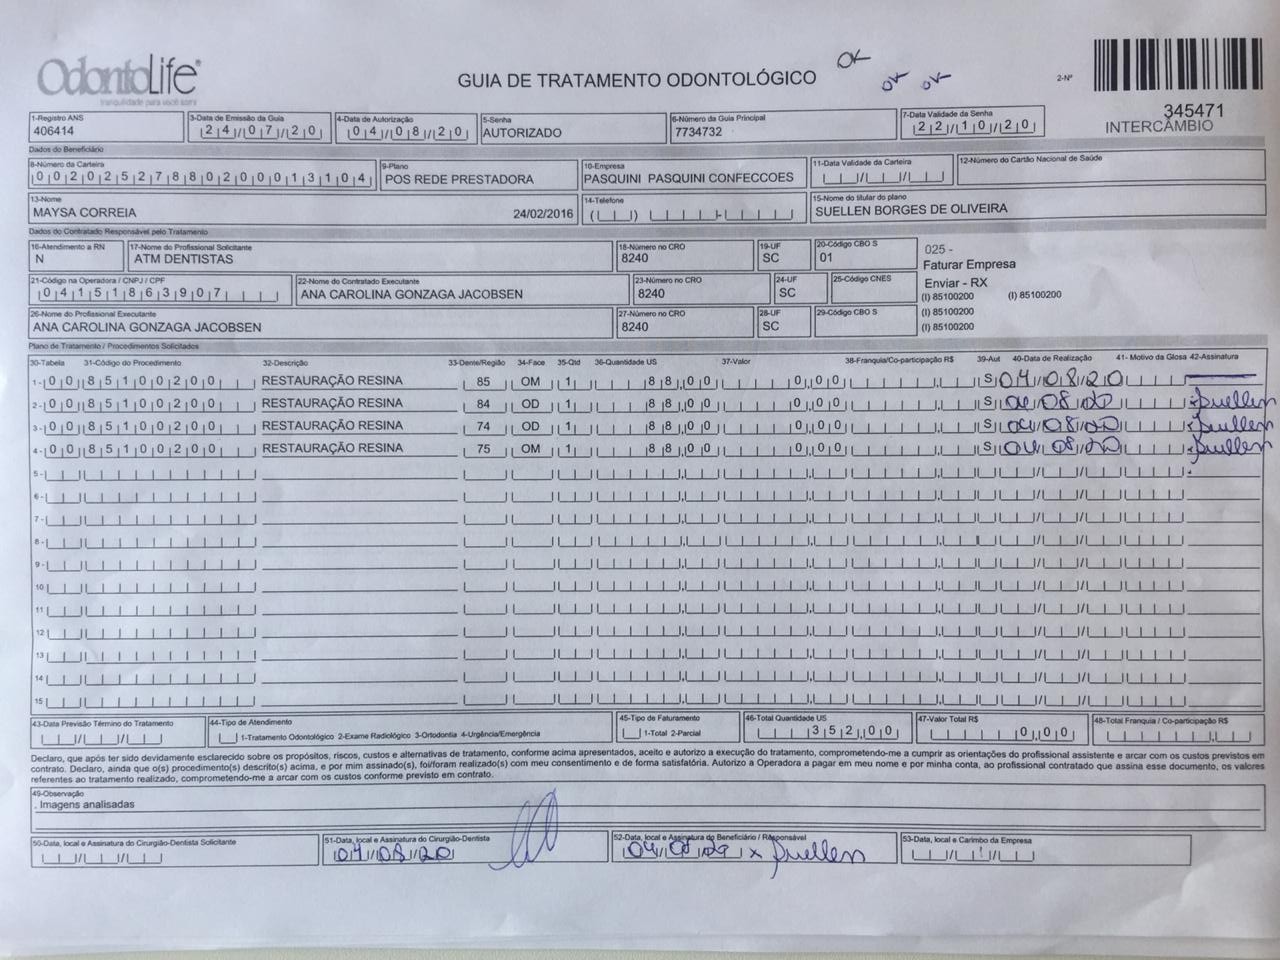 OdontoLife®
tranquilidade para você sorrir
GUIA DE TRATAMENTO ODONTOLÓGICO
OK
OK OK
2-Nº
345471
INTERCÂMBIO
1-Registro ANS
406414
3-Data de Emissão da Guia
24/07/20
4-Data de Autorização
04/08/20
5-Senha
AUTORIZADO
6-Número da Guia Principal
7734732
7-Data Validade da Senha
22/10/20
Dados do Beneficiário
8-Número da Carteira
00202527880200013104
9-Plano
POS REDE PRESTADORA
10-Empresa
PASQUINI PASQUINI CONFECCOES
11-Data Validade da Carteira
12-Número do Cartão Nacional de Saúde
13-Nome
MAYSA CORREIA 24/02/2016
14-Telefone
15-Nome do titular do plano
SUELLEN BORGES DE OLIVEIRA
Dados do Contratado Responsável pelo Tratamento
16-Atendimento a RN
N
17-Nome do Profissional Solicitante
ATM DENTISTAS
18-Número no CRO
8240
19-UF
SC
20-Código CBO S
01
025 -
Faturar Empresa
Enviar - RX
(I) 85100200 (I) 85100200
(I) 85100200
(I) 85100200
21-Código na Operadora / CNPJ / CPF
04151863907
22-Nome do Contratado Executante
ANA CAROLINA GONZAGA JACOBSEN
23-Número no CRO
8240
24-UF
SC
25-Código CNES
26-Nome do Profissional Executante
ANA CAROLINA GONZAGA JACOBSEN
27-Número no CRO
8240
28-UF
SC
29-Código CBO S
Plano de Tratamento / Procedimentos Solicitados
30-Tabela 31-Código do Procedimento 32-Descrição 33-Dente/Região 34-Face 35-Qtd 36-Quantidade US 37-Valor 38-Franquia/Co-participação R$ 39-Aut 40-Data de Realização 41- Motivo da Glosa 42-Assinatura
1- 00 85100200 RESTAURAÇÃO RESINA 85 OM 1 88,00 0,00 S 04/08/20
2- 00 85100200 RESTAURAÇÃO RESINA 84 OD 1 88,00 0,00 S 04/08/20 x Suellen
3- 00 85100200 RESTAURAÇÃO RESINA 74 OD 1 88,00 0,00 S 04/08/20 x Suellen
4- 00 85100200 RESTAURAÇÃO RESINA 75 OM 1 88,00 0,00 S 04/08/20 x Suellen
5-
6-
7-
8-
9-
10
11
12
13
14
15
43-Data Previsão Término do Tratamento
44-Tipo de Atendimento
1-Tratamento Odontológico 2-Exame Radiológico 3-Ortodontia 4-Urgência/Emergência
45-Tipo de Faturamento
1-Total 2-Parcial
46-Total Quantidade US
352,00
47-Valor Total R$
0,00
48-Total Franquia / Co-participação R$
Declaro, que após ter sido devidamente esclarecido sobre os propósitos, riscos, custos e alternativas de tratamento, conforme acima apresentados, aceito e autorizo a execução do tratamento, comprometendo-me a cumprir as orientações do profissional assistente e arcar com os custos previstos em
contrato. Declaro, ainda que o(s) procedimento(s) descrito(s) acima, e por mim assinado(s), foi/foram realizado(s) com meu consentimento e de forma satisfatória. Autorizo a Operadora a pagar em meu nome e por minha conta, ao profissional contratado que assina esse documento, os valores
referentes ao tratamento realizado, comprometendo-me a arcar com os custos conforme previsto em contrato.
49-Observação
. Imagens analisadas
50-Data, local e Assinatura do Cirurgião-Dentista Solicitante
51-Data, local e Assinatura do Cirurgião-Dentista
04/08/20
52-Data, local e Assinatura do Beneficiário / Responsável
04/08/20 x Suellen
53-Data, local e Carimbo da Empresa